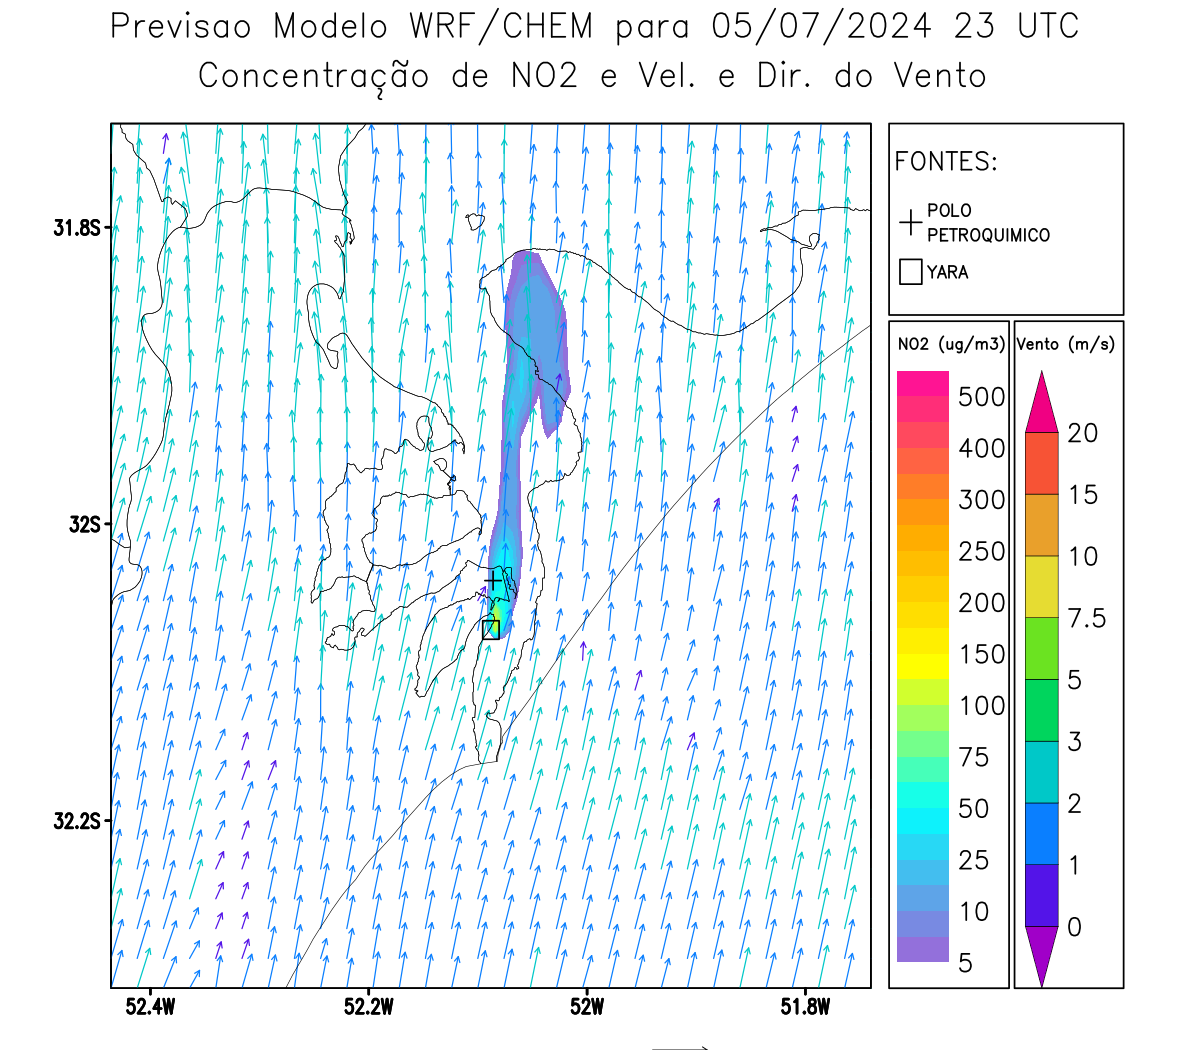 Previsao Modelo WRF/CHEM para 05/07/2024 23 UTC
Concentração de NO2 e Vel. e Dir. do Vento
FONTES:
POLO
PETROQUIMICO
YARA
NO2 (ug/m3)
500
400
300
250
200
150
100
75
50
25
10
5
Vento (m/s)
20
15
10
7.5
5
3
2
1
0
31.8S
32S
32.2S
52.4W
52.2W
52W
51.8W